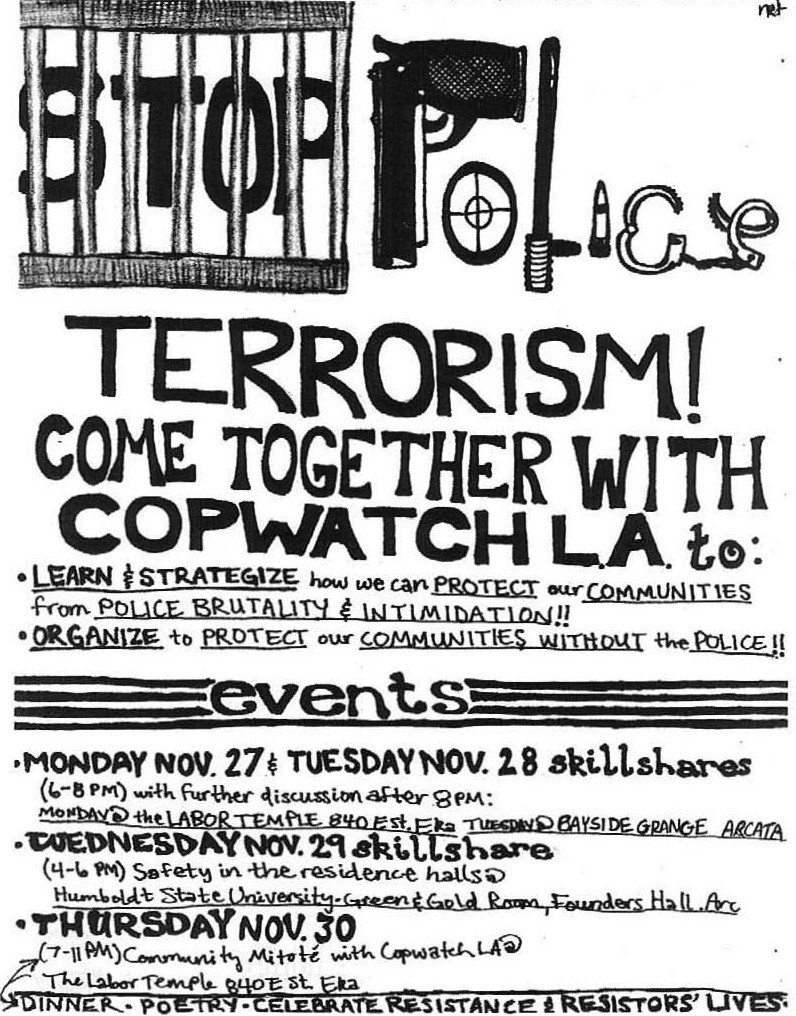 net
STOP POLICE
TERRORISM!
COME TOGETHER WITH
COPWATCH L.A. to:
• LEARN & STRATEGIZE how we can PROTECT our COMMUNITIES
from POLICE BRUTALITY & INTIMIDATION!!
• ORGANIZE to PROTECT our COMMUNITIES WITHOUT the POLICE!!
events
• MONDAY NOV. 27 & TUESDAY NOV. 28 skillshares
(6-8 PM) with further discussion after 8 PM:
MONDAY @ the LABOR TEMPLE 840 E St. Eka TUESDAY @ BAYSIDE GRANGE ARCATA
• WEDNESDAY NOV. 29 skillshare
(4-6 PM) Safety in the residence halls @
Humboldt State University-Green & Gold Room, Founders Hall. Arc
• THURSDAY NOV. 30
(7-11 PM) Community Mitoté with Copwatch LA @
The Labor Temple 840 E St. Eka
DINNER • POETRY • CELEBRATE RESISTANCE & RESISTORS' LIVES •